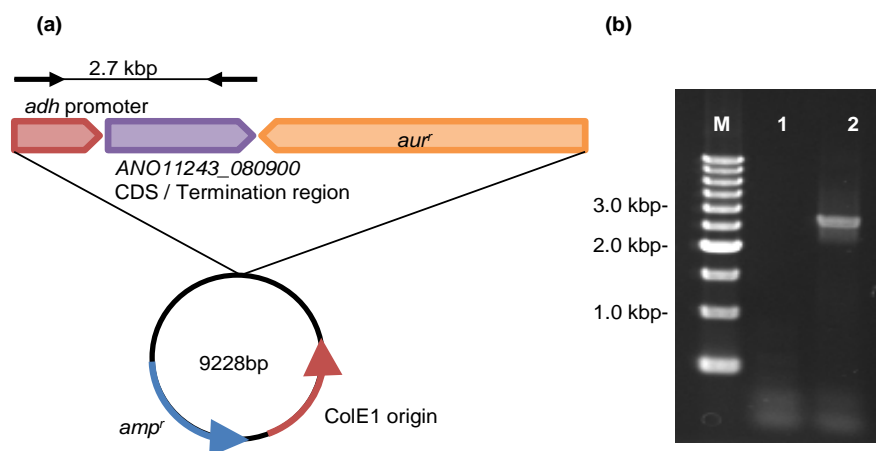 (a)
2.7 kbp
adh promoter
aurʳ
ANO11243_080900
CDS / Termination region
9228bp
ampʳ
ColE1 origin
(b)
M 1 2
3.0 kbp-
2.0 kbp-
1.0 kbp-